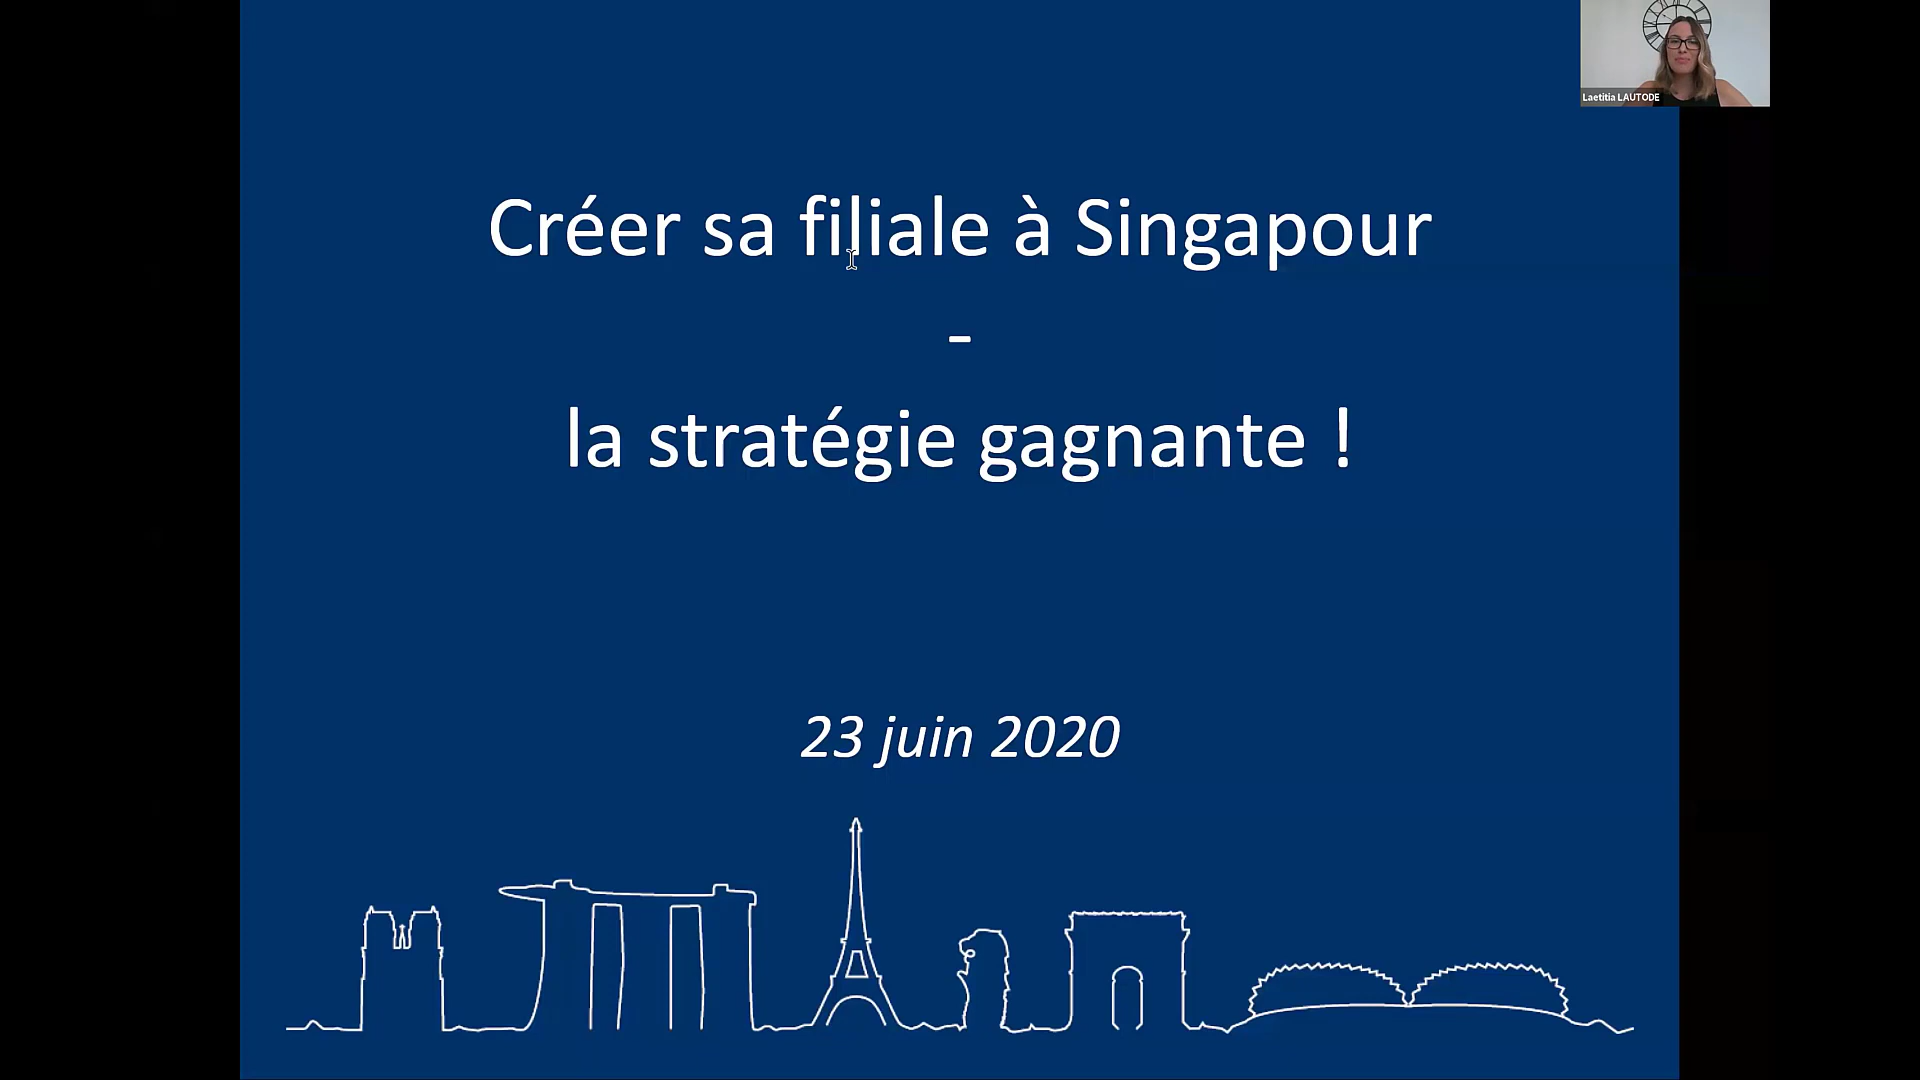 Laetitia LAUTODE
Créer sa filiale à Singapour
-
la stratégie gagnante !
23 juin 2020